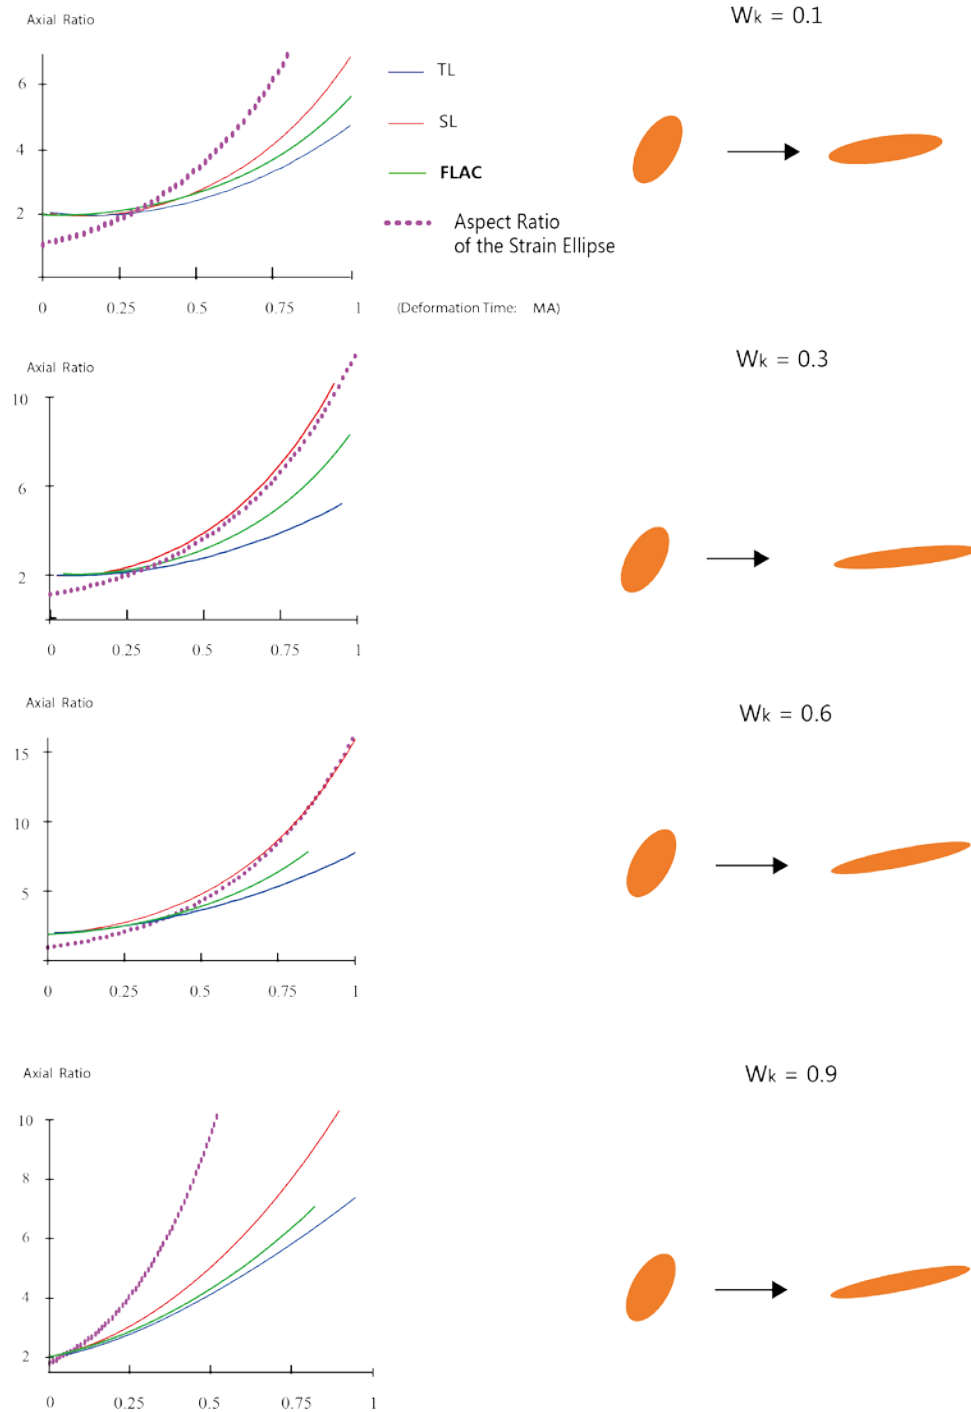 Axial Ratio
Wk = 0.1
6
4
2
0 0.25 0.5 0.75 1
(Deformation Time: MA)
TL
SL
FLAC
Aspect Ratio
of the Strain Ellipse
Axial Ratio
Wk = 0.3
10
6
2
0 0.25 0.5 0.75 1
Axial Ratio
Wk = 0.6
15
10
5
0 0.25 0.5 0.75 1
Axial Ratio
Wk = 0.9
10
8
6
4
2
0 0.25 0.5 0.75 1